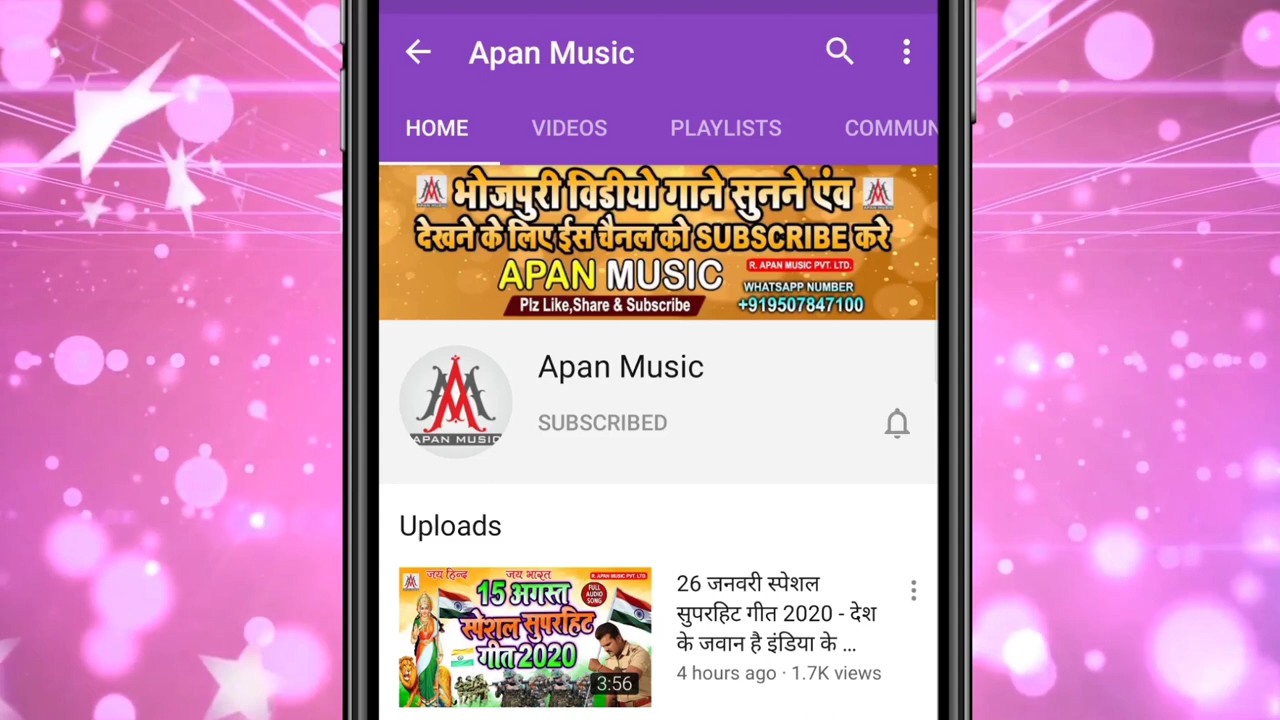 Apan Music
HOME VIDEOS PLAYLISTS COMMUN
भोजपुरी विडीयो गाने सुनने एंव
देखने के लिए ईस चैनल को SUBSCRIBE करे
APAN MUSIC
R. APAN MUSIC PVT. LTD.
WHATSAPP NUMBER
Plz Like,Share & Subscribe
+919507847100
Apan Music
SUBSCRIBED
APAN MUSIC
Uploads
जय हिन्द जय भारत
R. APAN MUSIC PVT. LTD
15 अगस्त
FULL
AUDIO
SONG
स्पेशल सुपरहिट
गीत 2020
3:56
26 जनवरी स्पेशल
सुपरहिट गीत 2020 - देश
के जवान है इंडिया के ...
4 hours ago · 1.7K views